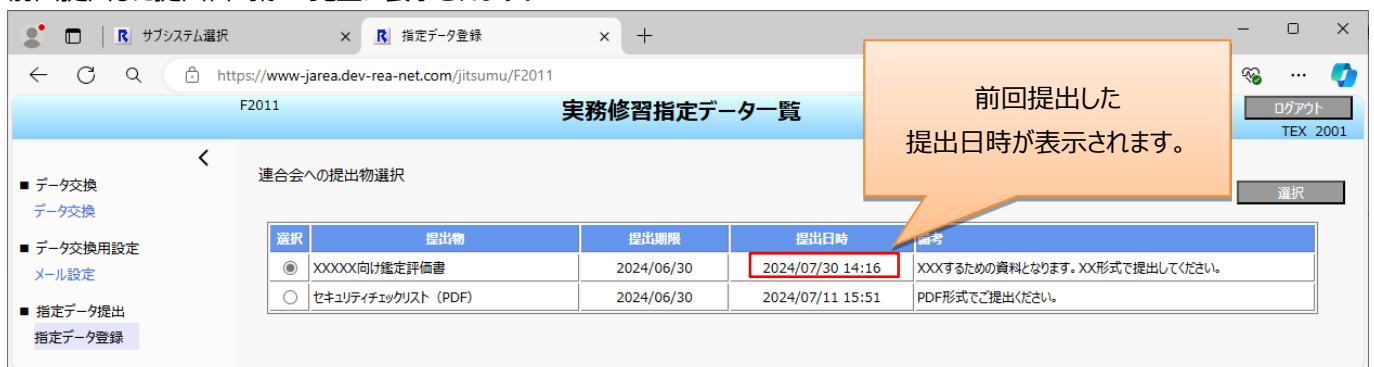 サブシステム選択
指定データ登録
https://www-jarea.dev-rea-net.com/jitsumu/F2011
F2011
実務修習指定データ一覧
ログアウト
TEX 2001
前回提出した
提出日時が表示されます。
連合会への提出物選択
選択
■ データ交換
データ交換
■ データ交換用設定
メール設定
■ 指定データ提出
指定データ登録
選択 提出物 提出期限 提出日時 備考
XXXXX向け鑑定評価書 2024/06/30 2024/07/30 14:16 XXXするための資料となります。XX形式で提出してください。
セキュリティチェックリスト（PDF） 2024/06/30 2024/07/11 15:51 PDF形式でご提出ください。